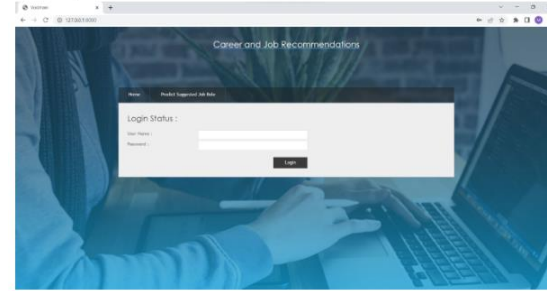 127.0.0.1:8000
Career and Job Recommendations
Home Predict Suggested Job Role
Login Status :
User Name :
Password :
Login